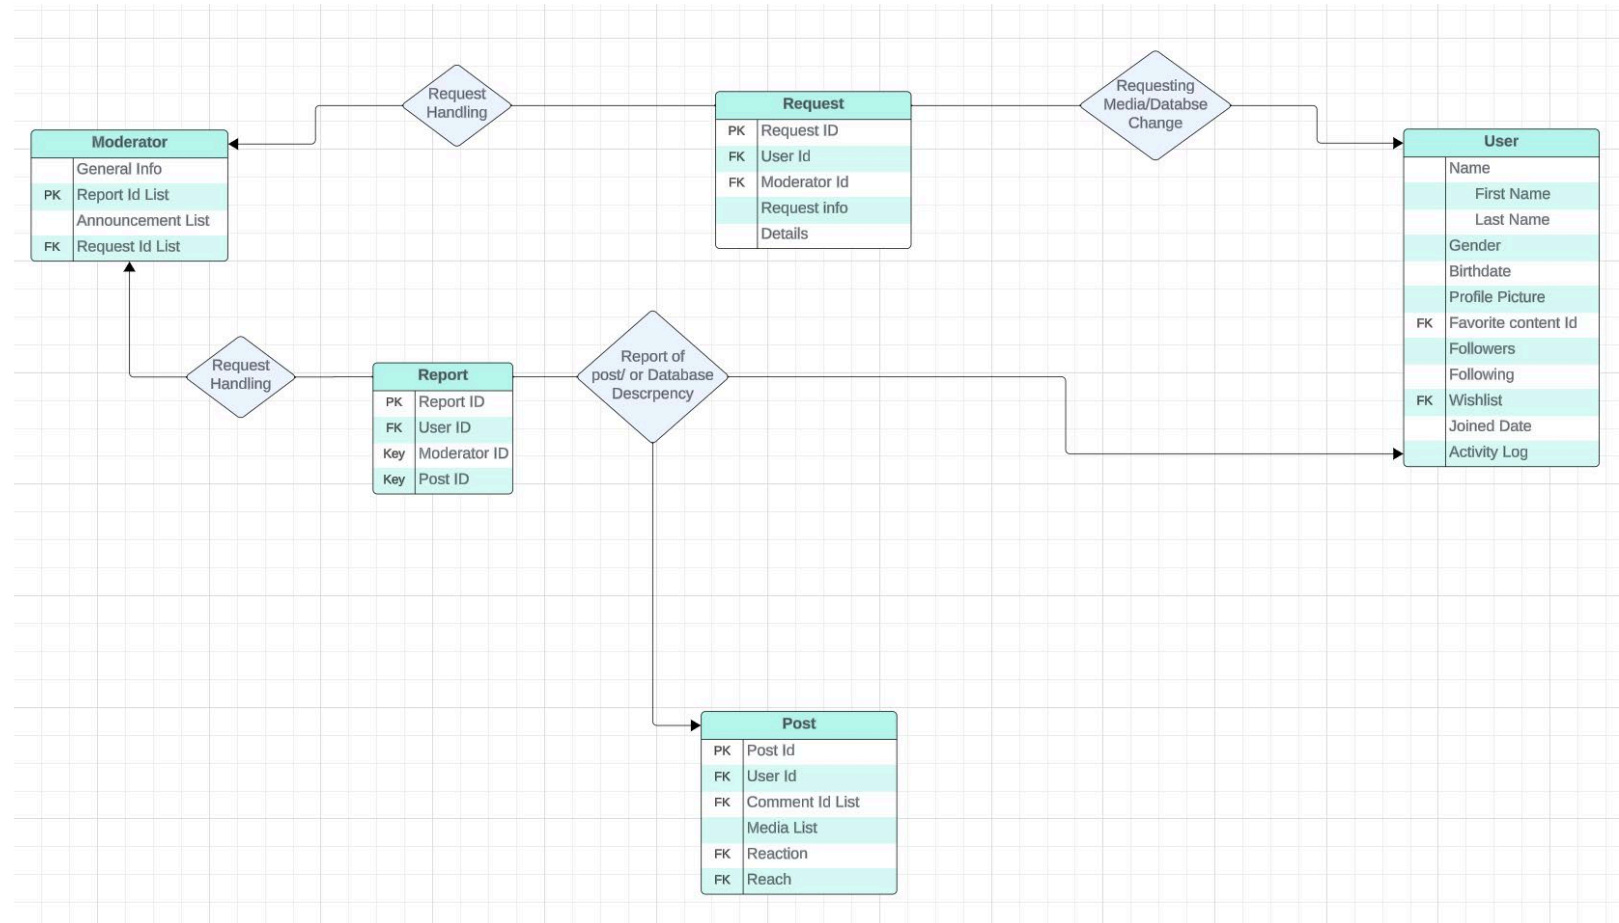 Request
Handling
Requesting
Media/Databse
Change
Moderator
General Info
PK Report Id List
Announcement List
FK Request Id List
Request
PK Request ID
FK User Id
FK Moderator Id
Request info
Details
User
Name
First Name
Last Name
Gender
Birthdate
Profile Picture
FK Favorite content Id
Followers
Following
FK Wishlist
Joined Date
Activity Log
Request
Handling
Report
PK Report ID
FK User ID
Key Moderator ID
Key Post ID
Report of
post/ or Database
Descrpency
Post
PK Post Id
FK User Id
FK Comment Id List
Media List
FK Reaction
FK Reach